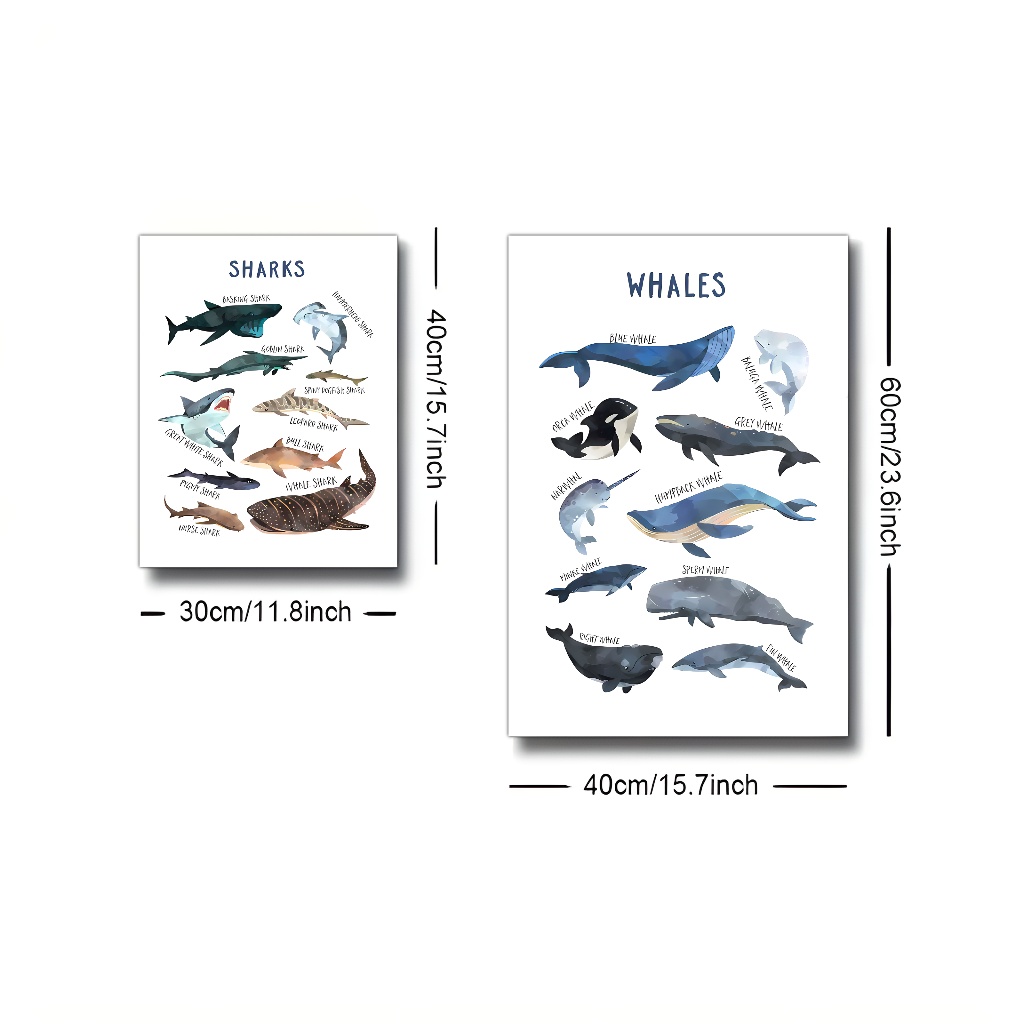 SHARKS
BASKING SHARK
HAMMERHEAD SHARK
GOBLIN SHARK
SPINY DOGFISH SHARK
LEOPARD SHARK
GREAT WHITE SHARK
BULL SHARK
PIGMY SHARK
WHALE SHARK
NURSE SHARK
40cm/15.7inch
30cm/11.8inch
WHALES
BLUE WHALE
BALUGA WHALE
ORCA WHALE
GREY WHALE
NARWHAL
HUMPBACK WHALE
MINKE WHALE
SPERM WHALE
RIGHT WHALE
FIN WHALE
60cm/23.6inch
40cm/15.7inch